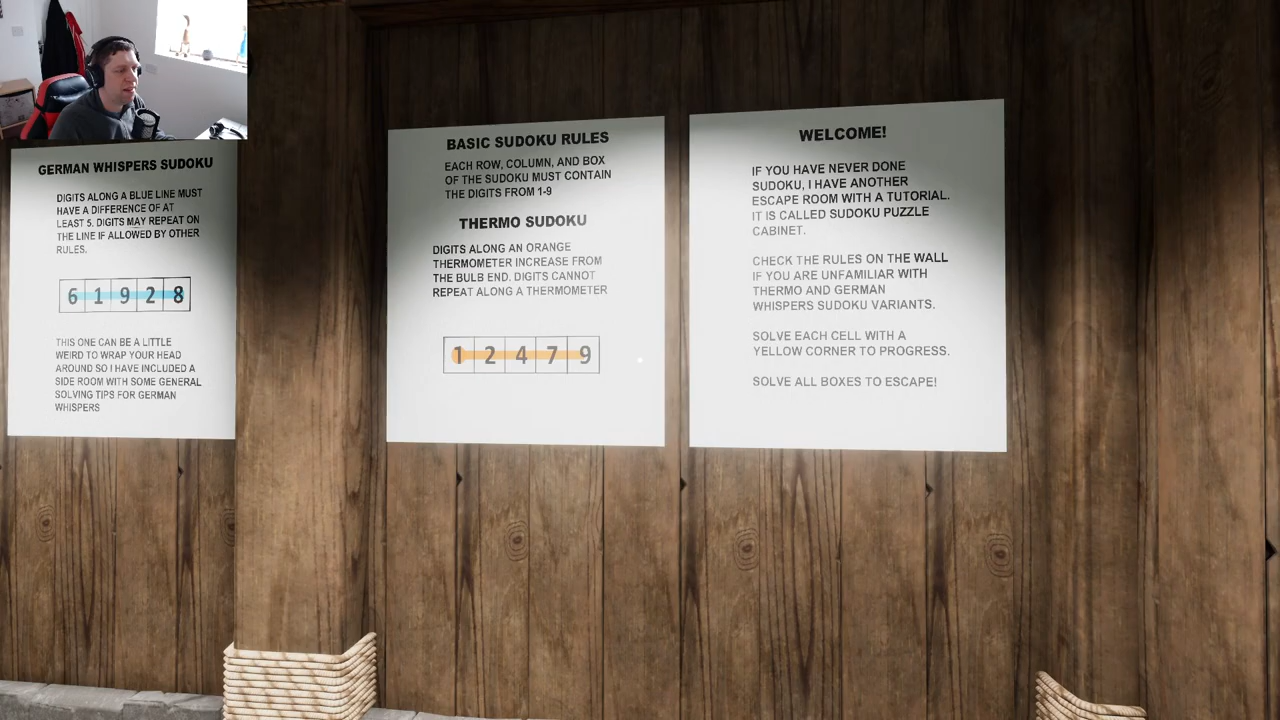 GERMAN WHISPERS SUDOKU
DIGITS ALONG A BLUE LINE MUST
HAVE A DIFFERENCE OF AT
LEAST 5. DIGITS MAY REPEAT ON
THE LINE IF ALLOWED BY OTHER
RULES.
6 1 9 2 8
THIS ONE CAN BE A LITTLE
WEIRD TO WRAP YOUR HEAD
AROUND SO I HAVE INCLUDED A
SIDE ROOM WITH SOME GENERAL
SOLVING TIPS FOR GERMAN
WHISPERS
BASIC SUDOKU RULES
EACH ROW, COLUMN, AND BOX
OF THE SUDOKU MUST CONTAIN
THE DIGITS FROM 1-9
THERMO SUDOKU
DIGITS ALONG AN ORANGE
THERMOMETER INCREASE FROM
THE BULB END. DIGITS CANNOT
REPEAT ALONG A THERMOMETER
1 2 4 7 9
WELCOME!
IF YOU HAVE NEVER DONE
SUDOKU, I HAVE ANOTHER
ESCAPE ROOM WITH A TUTORIAL.
IT IS CALLED SUDOKU PUZZLE
CABINET.
CHECK THE RULES ON THE WALL
IF YOU ARE UNFAMILIAR WITH
THERMO AND GERMAN
WHISPERS SUDOKU VARIANTS.
SOLVE EACH CELL WITH A
YELLOW CORNER TO PROGRESS.
SOLVE ALL BOXES TO ESCAPE!